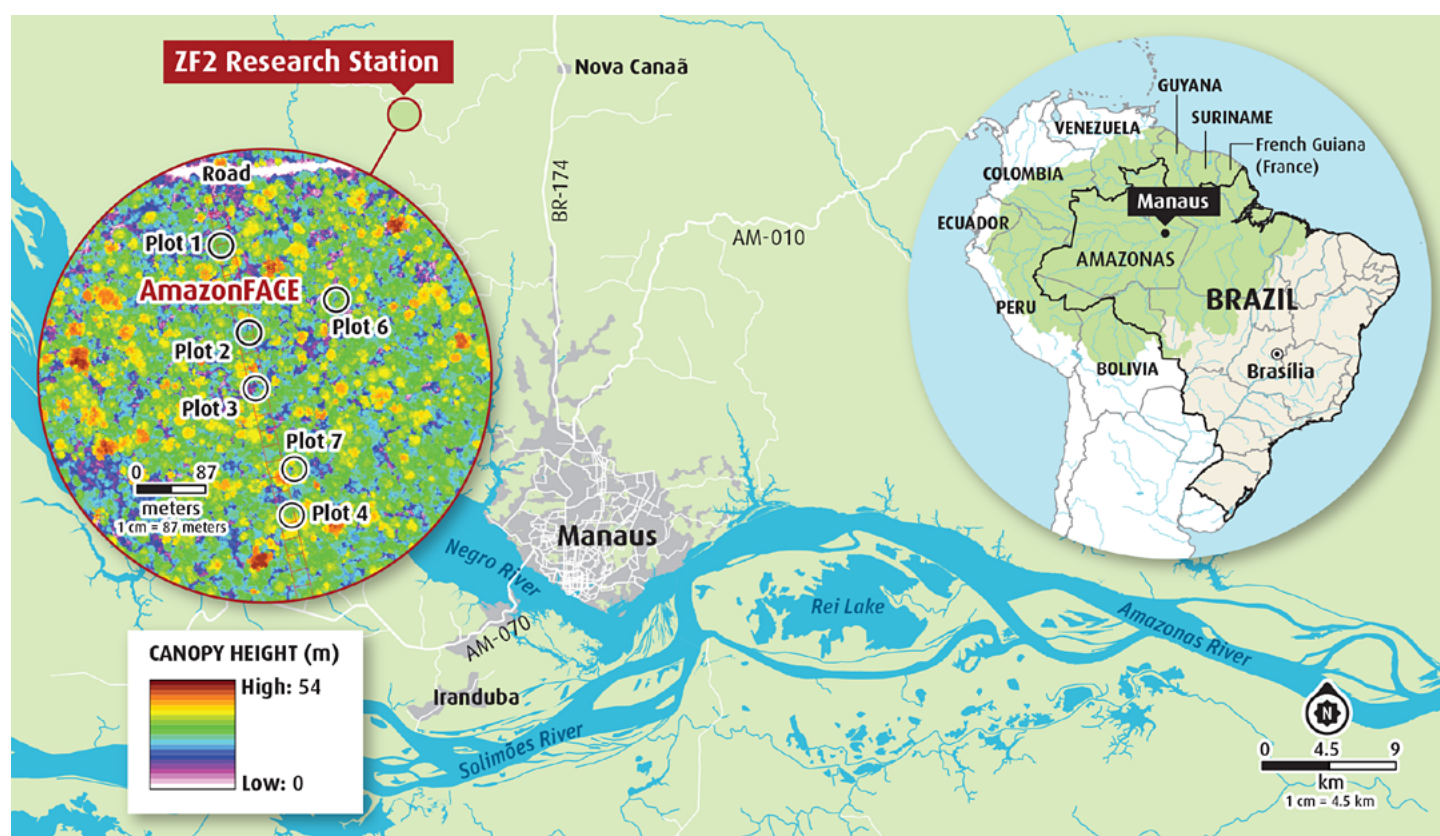 ZF2 Research Station
Nova Canaã
Road
Plot 1
AmazonFACE
Plot 6
Plot 2
Plot 3
Plot 7
Plot 4
0 87
meters
1 cm = 87 meters
CANOPY HEIGHT (m)
High: 54
Low: 0
BR-174
AM-010
Manaus
Negro River
AM-070
Iranduba
Solimões River
Rei Lake
Amazonas River
GUYANA
SURINAME
French Guiana
(France)
VENEZUELA
COLOMBIA
ECUADOR
Manaus
AMAZONAS
PERU
BRAZIL
BOLIVIA
Brasília
N
0 4.5 9
km
1 cm = 4.5 km